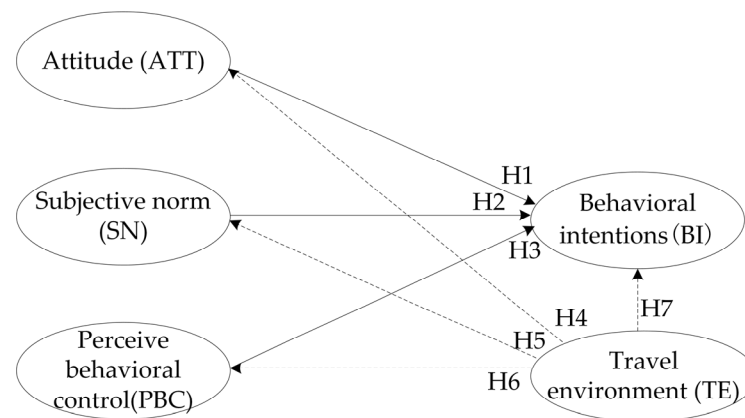 Attitude (ATT)
H1
Subjective norm
(SN)
H2
Behavioral
intentions (BI)
H3
H4
H7
Perceive
behavioral
control(PBC)
H5
H6
Travel
environment (TE)